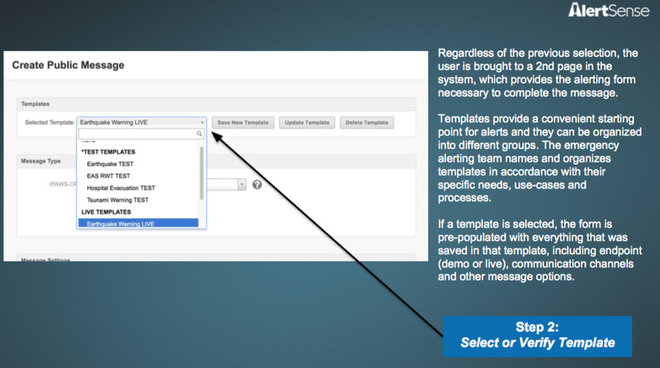 AlertSense
Create Public Message
Templates
Selected Template
Earthquake Warning LIVE
Save New Template
Update Template
Delete Template
*TEST TEMPLATES
Earthquake TEST
EAS RWT TEST
Hospital Evacuation TEST
Tsunami Warning TEST
LIVE TEMPLATES
Earthquake Warning LIVE
Message Type
?
Message Settings
Regardless of the previous selection, the
user is brought to a 2nd page in the
system, which provides the alerting form
necessary to complete the message.
Templates provide a convenient starting
point for alerts and they can be organized
into different groups. The emergency
alerting team names and organizes
templates in accordance with their
specific needs, use-cases and
processes.
If a template is selected, the form is
pre-populated with everything that was
saved in that template, including endpoint
(demo or live), communication channels
and other message options.
Step 2:
Select or Verify Template